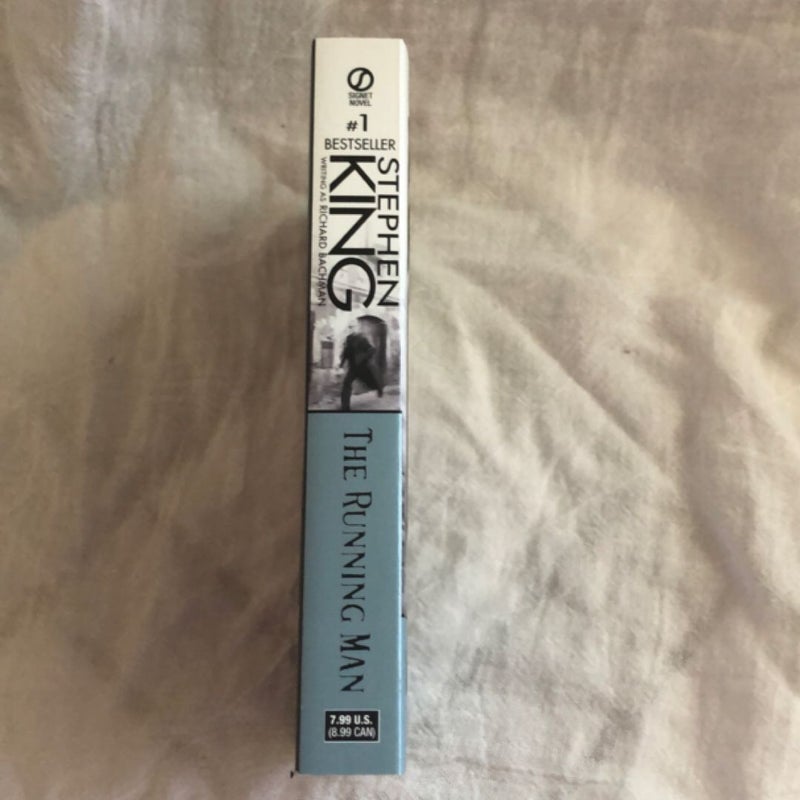 SIGNET
NOVEL
#1
BESTSELLER
STEPHEN
KING
WRITING AS RICHARD BACHMAN
THE RUNNING MAN
7.99 U.S.
(8.99 CAN)